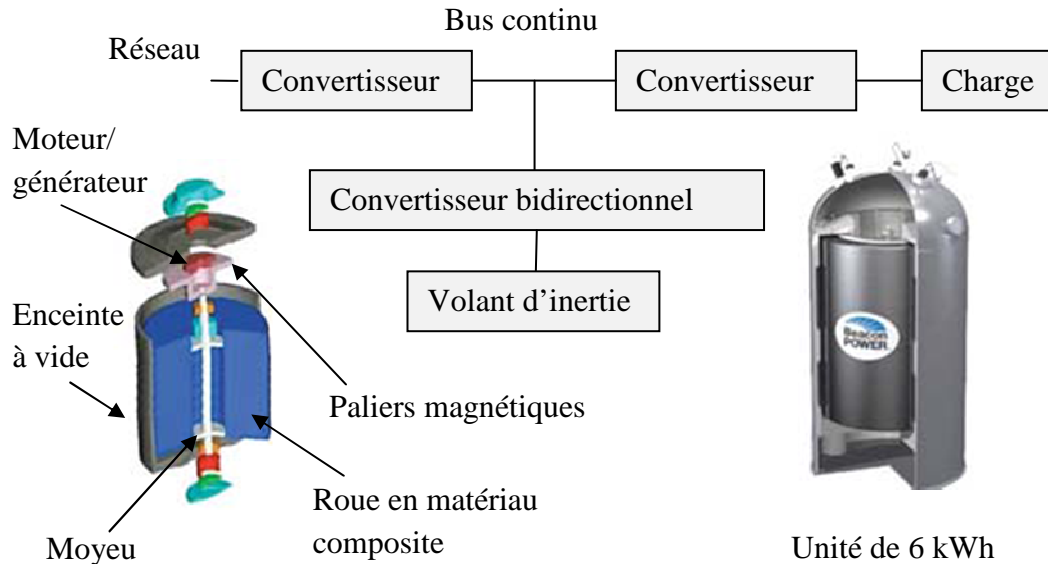 Bus continu
Réseau
Convertisseur
Convertisseur
Charge
Moteur/
générateur
Convertisseur bidirectionnel
Volant d’inertie
Enceinte
à vide
Beacon
POWER
Paliers magnétiques
Roue en matériau
composite
Moyeu
Unité de 6 kWh